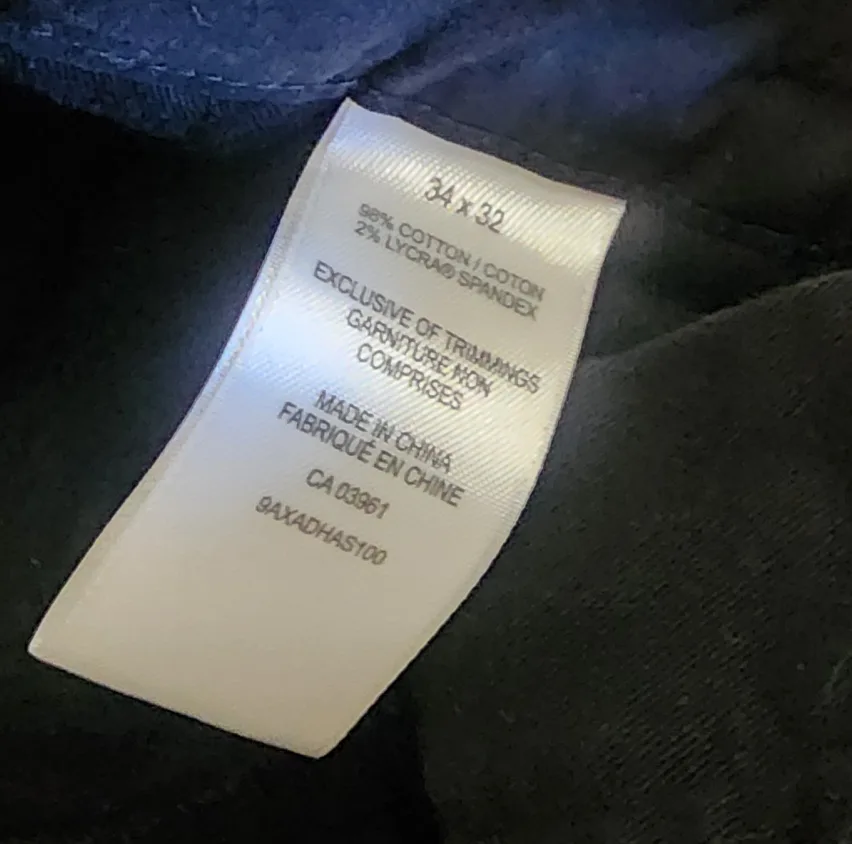 34 x 32
98% COTTON / COTON
2% LYCRA® SPANDEX
EXCLUSIVE OF TRIMMINGS
GARNITURE NON
COMPRISES
MADE IN CHINA
FABRIQUÉ EN CHINE
CA 03961
9AXADHAS100